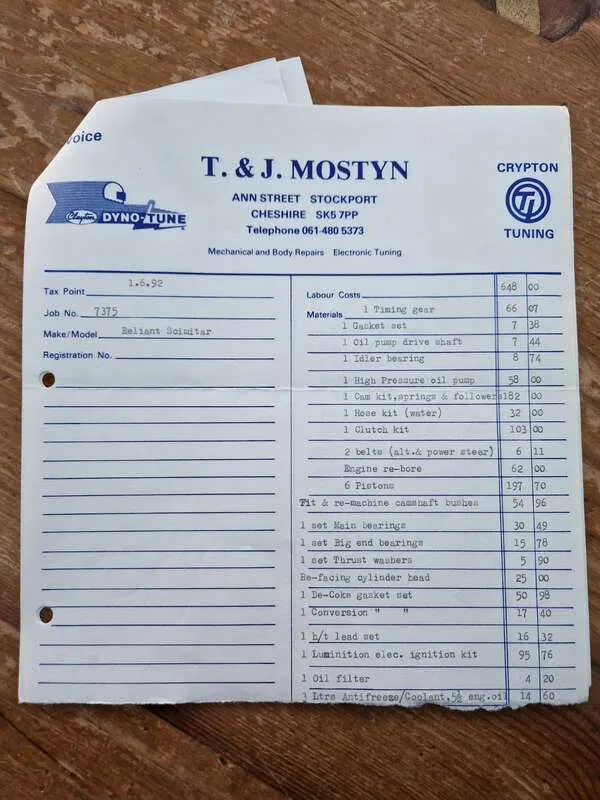 voice
T. & J. MOSTYN
ANN STREET STOCKPORT
CHESHIRE SK5 7PP
Telephone 061-480 5373
Mechanical and Body Repairs Electronic Tuning
Clayton DYNO-TUNE
CRYPTON
TUNING
Tax Point 1.6.92
Job No. 7375
Make/Model Reliant Scimitar
Registration No.
Labour Costs 648 00
Materials 1 Timing gear 66 07
1 Gasket set 7 38
1 Oil pump drive shaft 7 44
1 Idler bearing 8 74
1 High Pressure oil pump 58 00
1 Cam kit,springs & followers 182 00
1 Hose kit (water) 32 00
1 Clutch kit 103 00
2 belts (alt.& power steer) 6 11
Engine re-bore 62 00
6 Pistons 197 70
Fit & re-machine camshaft bushes 54 96
1 set Main bearings 30 49
1 set Big end bearings 15 78
1 set Thrust washers 5 90
Re-facing cylinder head 25 00
1 De-Coke gasket set 50 98
1 Conversion " " 17 40
1 h/t lead set 16 32
1 Luminition elec. ignition kit 95 76
1 Oil filter 4 20
3 Ltrs Antifreeze/Coolant,5½ eng.oil 14 60